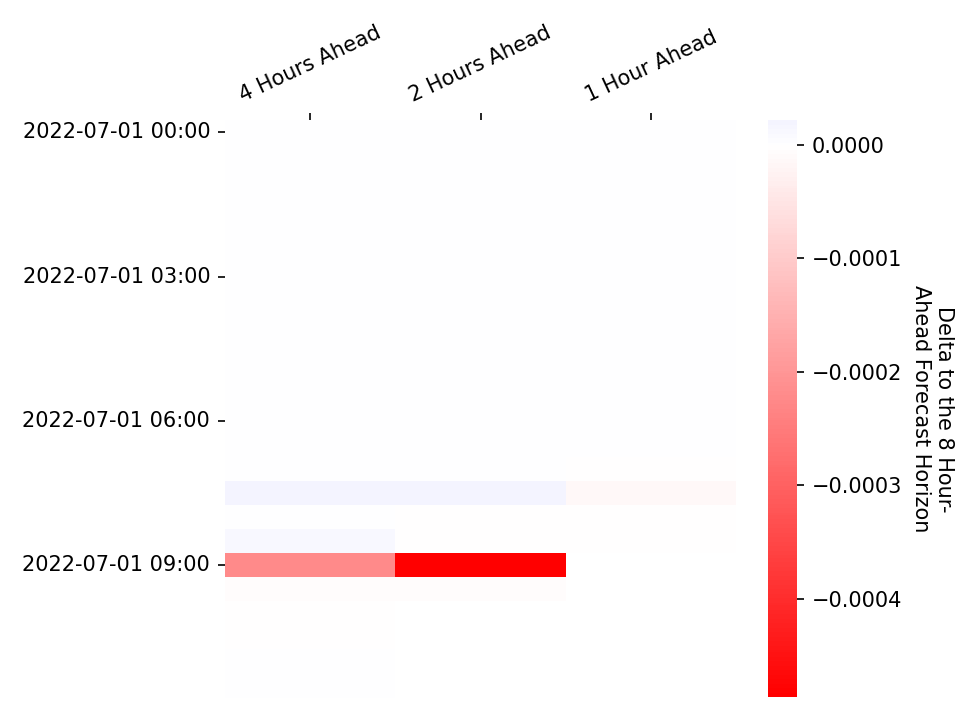 4 Hours Ahead
2 Hours Ahead
1 Hour Ahead
2022-07-01 00:00
2022-07-01 03:00
2022-07-01 06:00
2022-07-01 09:00
0.0000
−0.0001
−0.0002
−0.0003
−0.0004
Delta to the 8 Hour-
Ahead Forecast Horizon